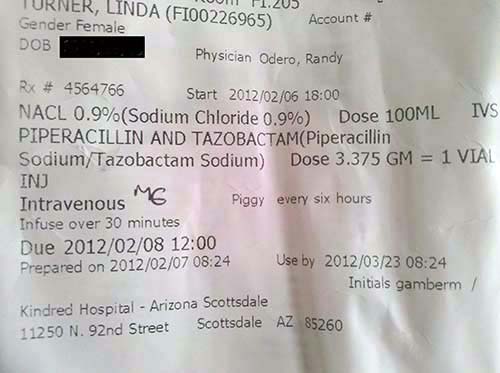 Room FI.205
TURNER, LINDA (FI00226965) Account #
Gender Female
DOB
Physician Odero, Randy
Rx # 4564766 Start 2012/02/06 18:00
NACL 0.9%(Sodium Chloride 0.9%) Dose 100ML IVS
PIPERACILLIN AND TAZOBACTAM(Piperacillin
Sodium/Tazobactam Sodium) Dose 3.375 GM = 1 VIAL
INJ
Intravenous MG Piggy every six hours
Infuse over 30 minutes
Due 2012/02/08 12:00
Prepared on 2012/02/07 08:24 Use by 2012/03/23 08:24
Initials gamberm /
Kindred Hospital - Arizona Scottsdale
11250 N. 92nd Street Scottsdale AZ 85260